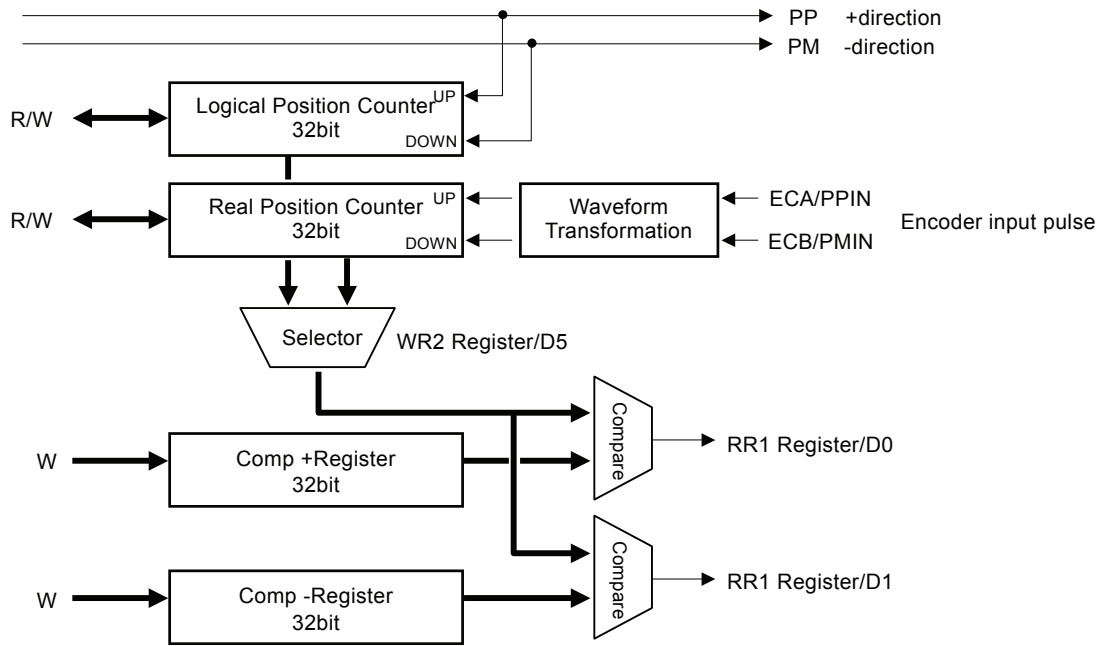 PP +direction
PM -direction
Logical Position Counter
32bit
UP
DOWN
R/W
Real Position Counter
32bit
UP
DOWN
R/W
Waveform
Transformation
ECA/PPIN
ECB/PMIN
Encoder input pulse
Selector
WR2 Register/D5
Compare
RR1 Register/D0
W
Comp +Register
32bit
Compare
RR1 Register/D1
W
Comp -Register
32bit